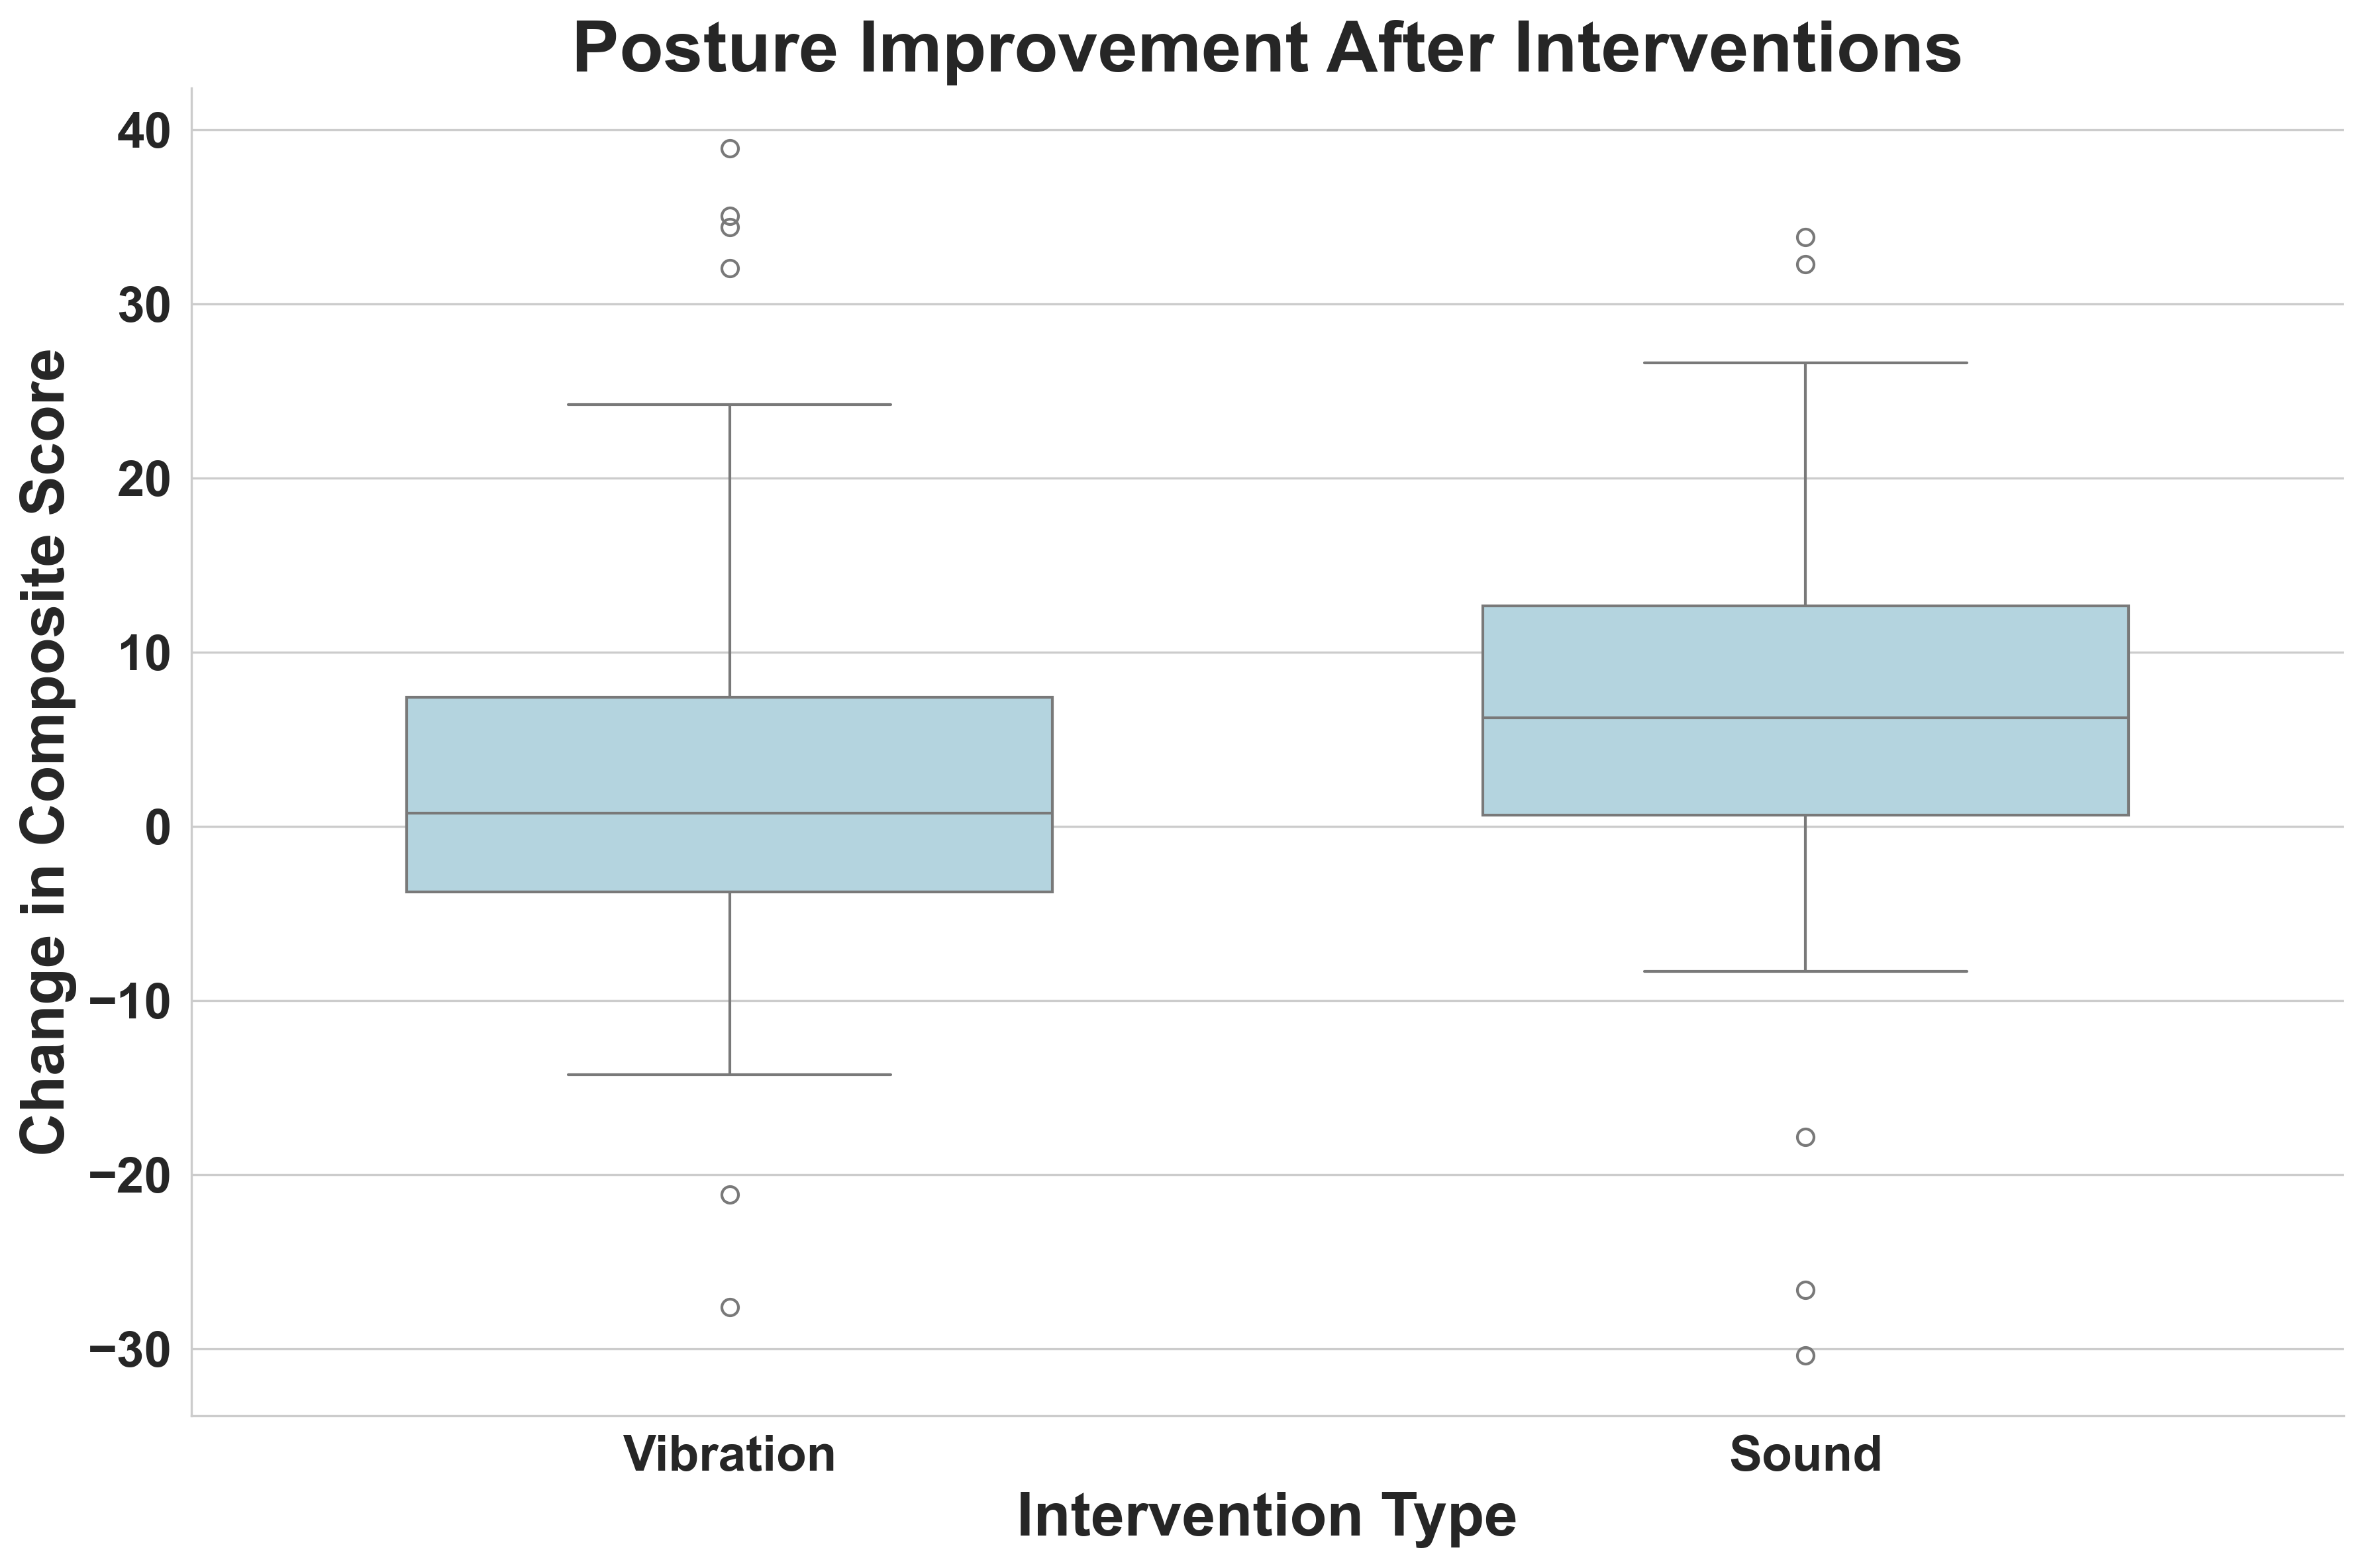 Posture Improvement After Interventions
Change in Composite Score
40
30
20
10
0
−10
−20
−30
Vibration
Sound
Intervention Type